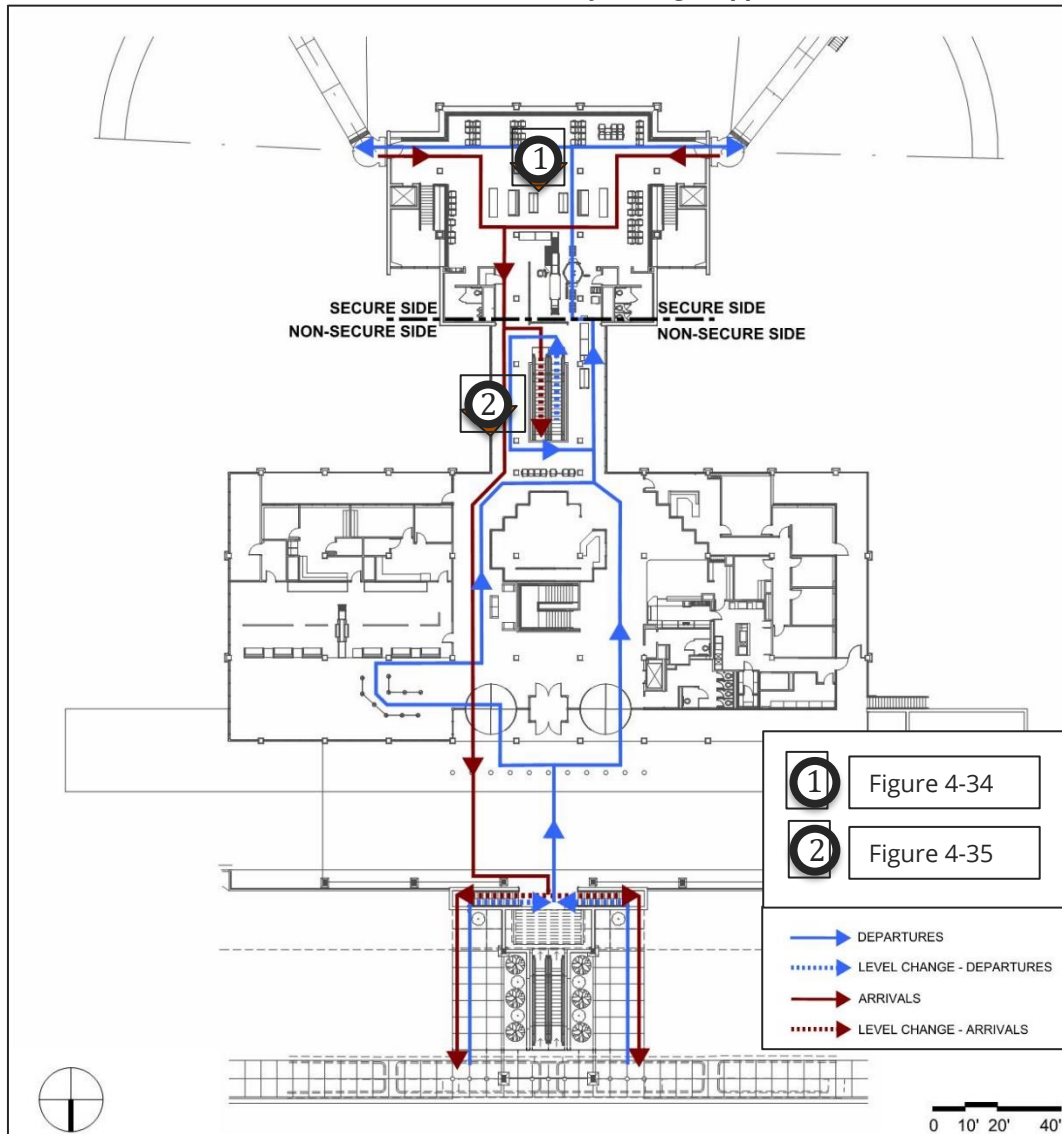 1
SECURE SIDE
SECURE SIDE
NON-SECURE SIDE
NON-SECURE SIDE
2
1 Figure 4-34
2 Figure 4-35
DEPARTURES
LEVEL CHANGE - DEPARTURES
ARRIVALS
LEVEL CHANGE - ARRIVALS
0 10' 20' 40'